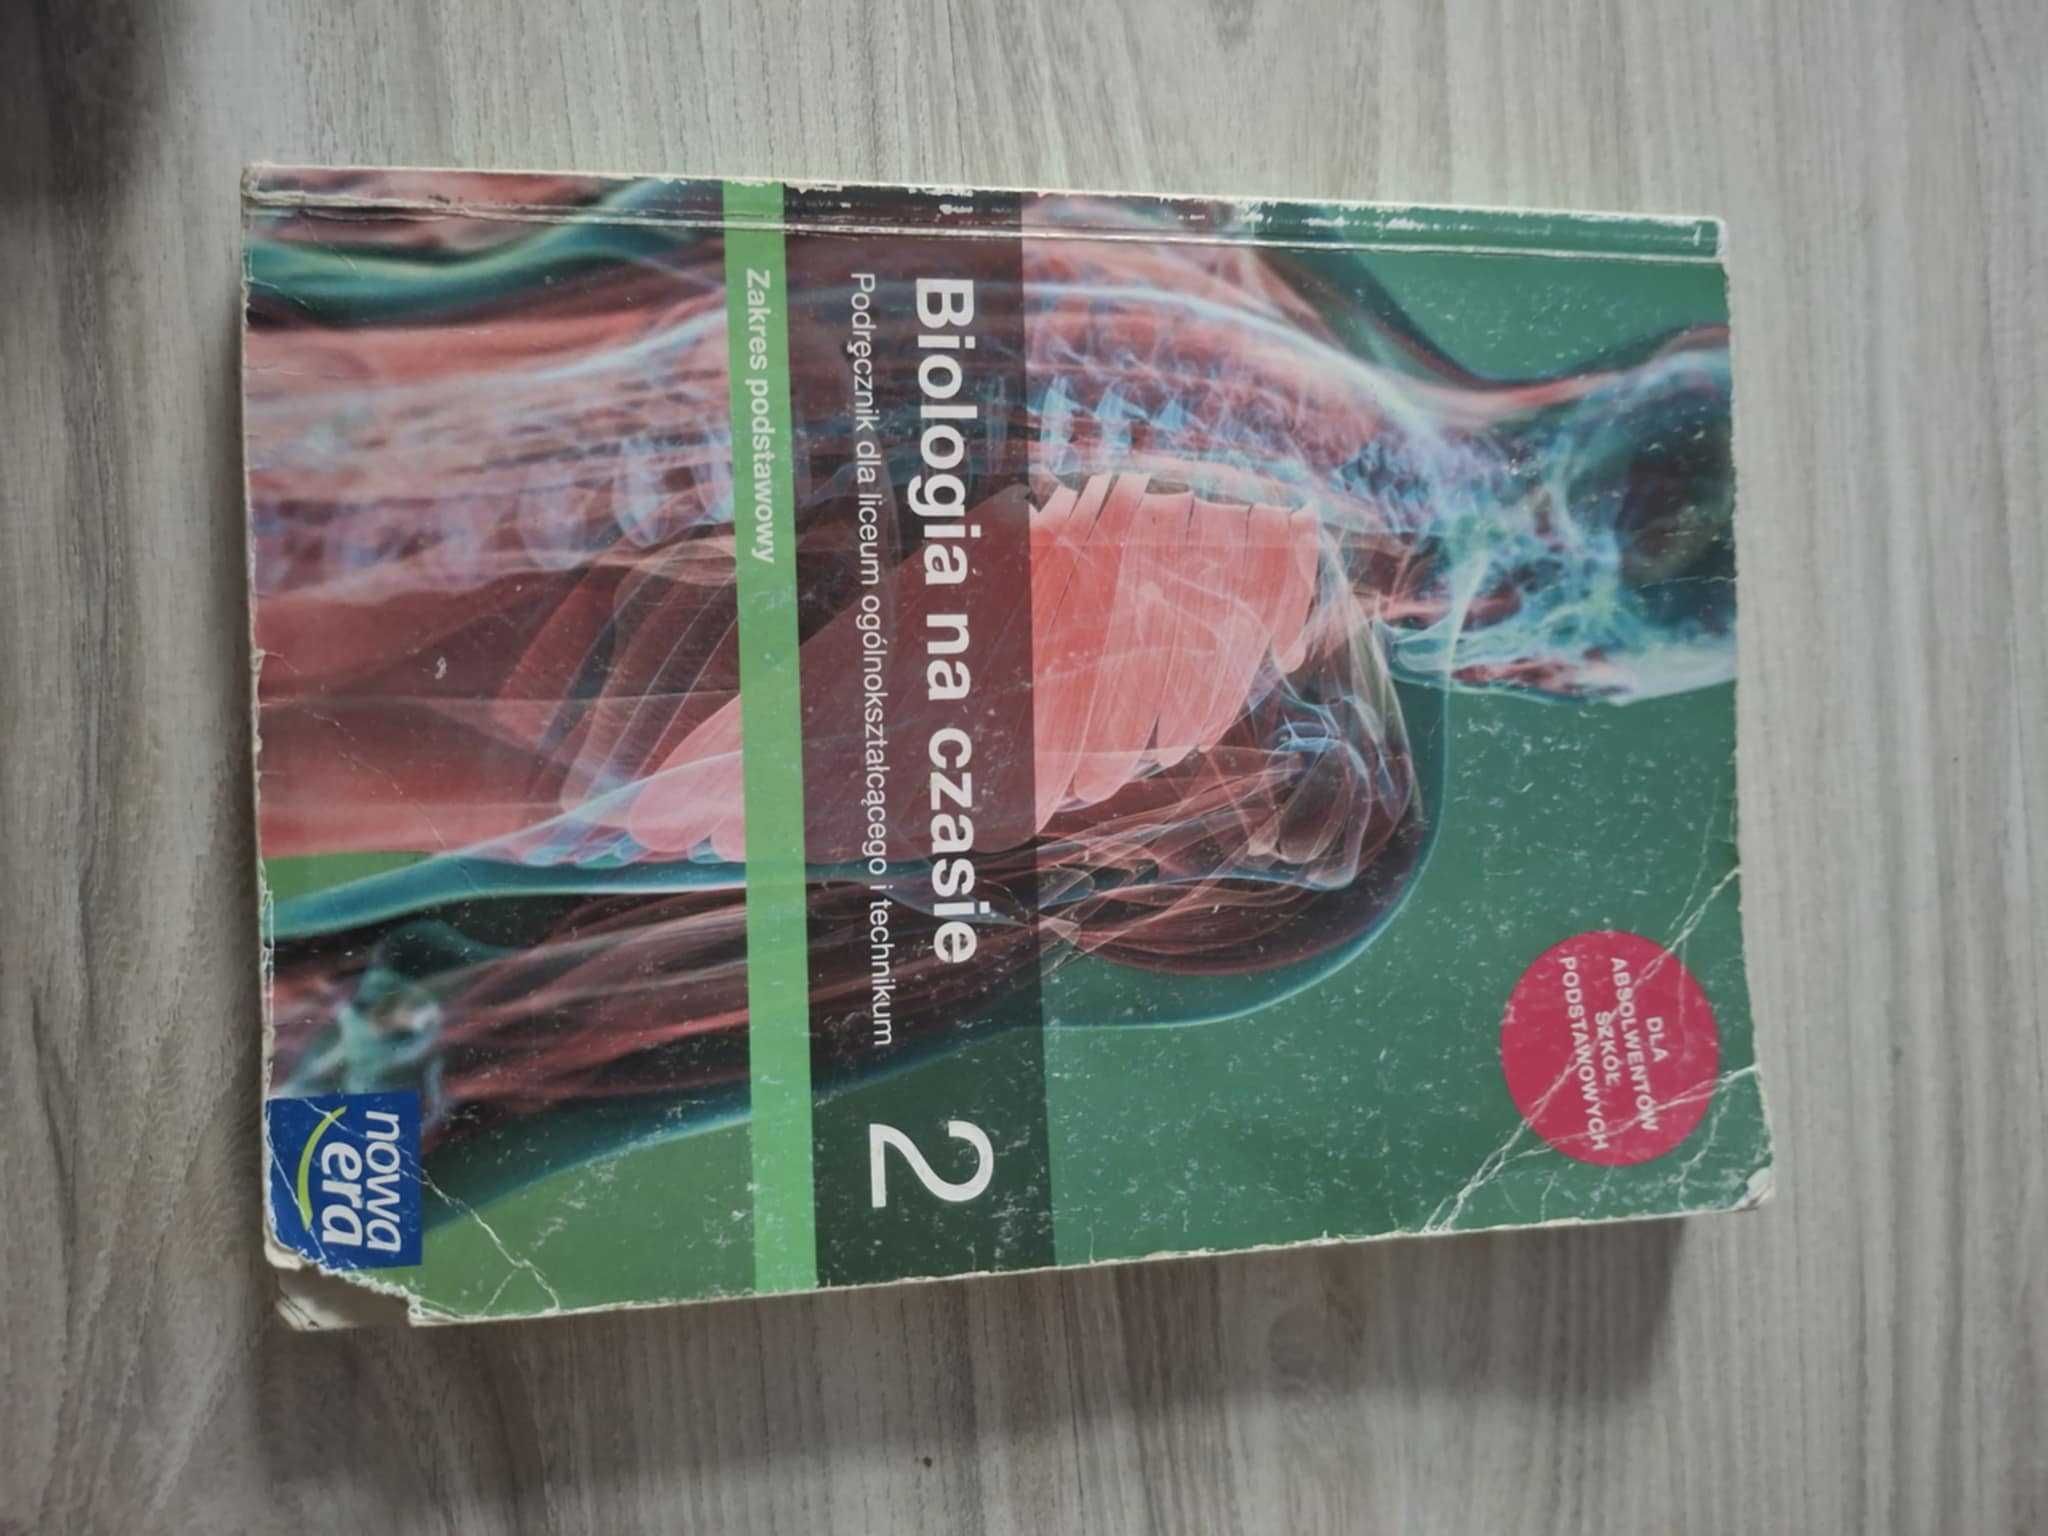 DLA
ABSOLWENTÓW
SZKÓŁ
PODSTAWOWYCH
Biologia na czasie 2
Podręcznik dla liceum ogólnokształcącego i technikum
Zakres podstawowy
nowa
era